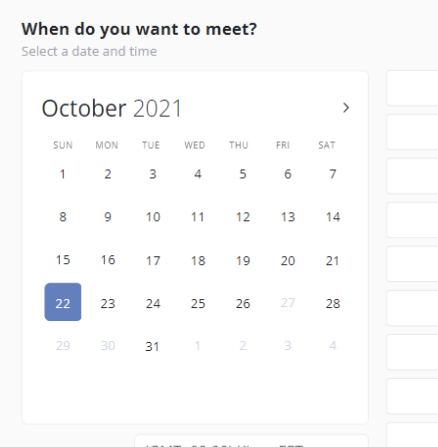 When do you want to meet?
Select a date and time
October 2021
SUN MON TUE WED THU FRI SAT
1 2 3 4 5 6 7
8 9 10 11 12 13 14
15 16 17 18 19 20 21
22 23 24 25 26 27 28
29 30 31 1 2 3 4